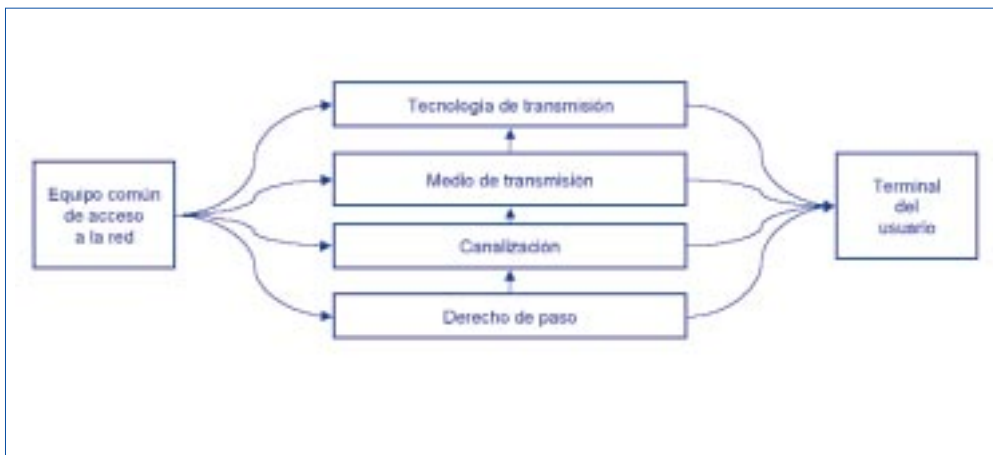 Tecnología de transmisión
Equipo común
de acceso
a la red
Medio de transmisión
Canalización
Derecho de paso
Terminal
del
usuario